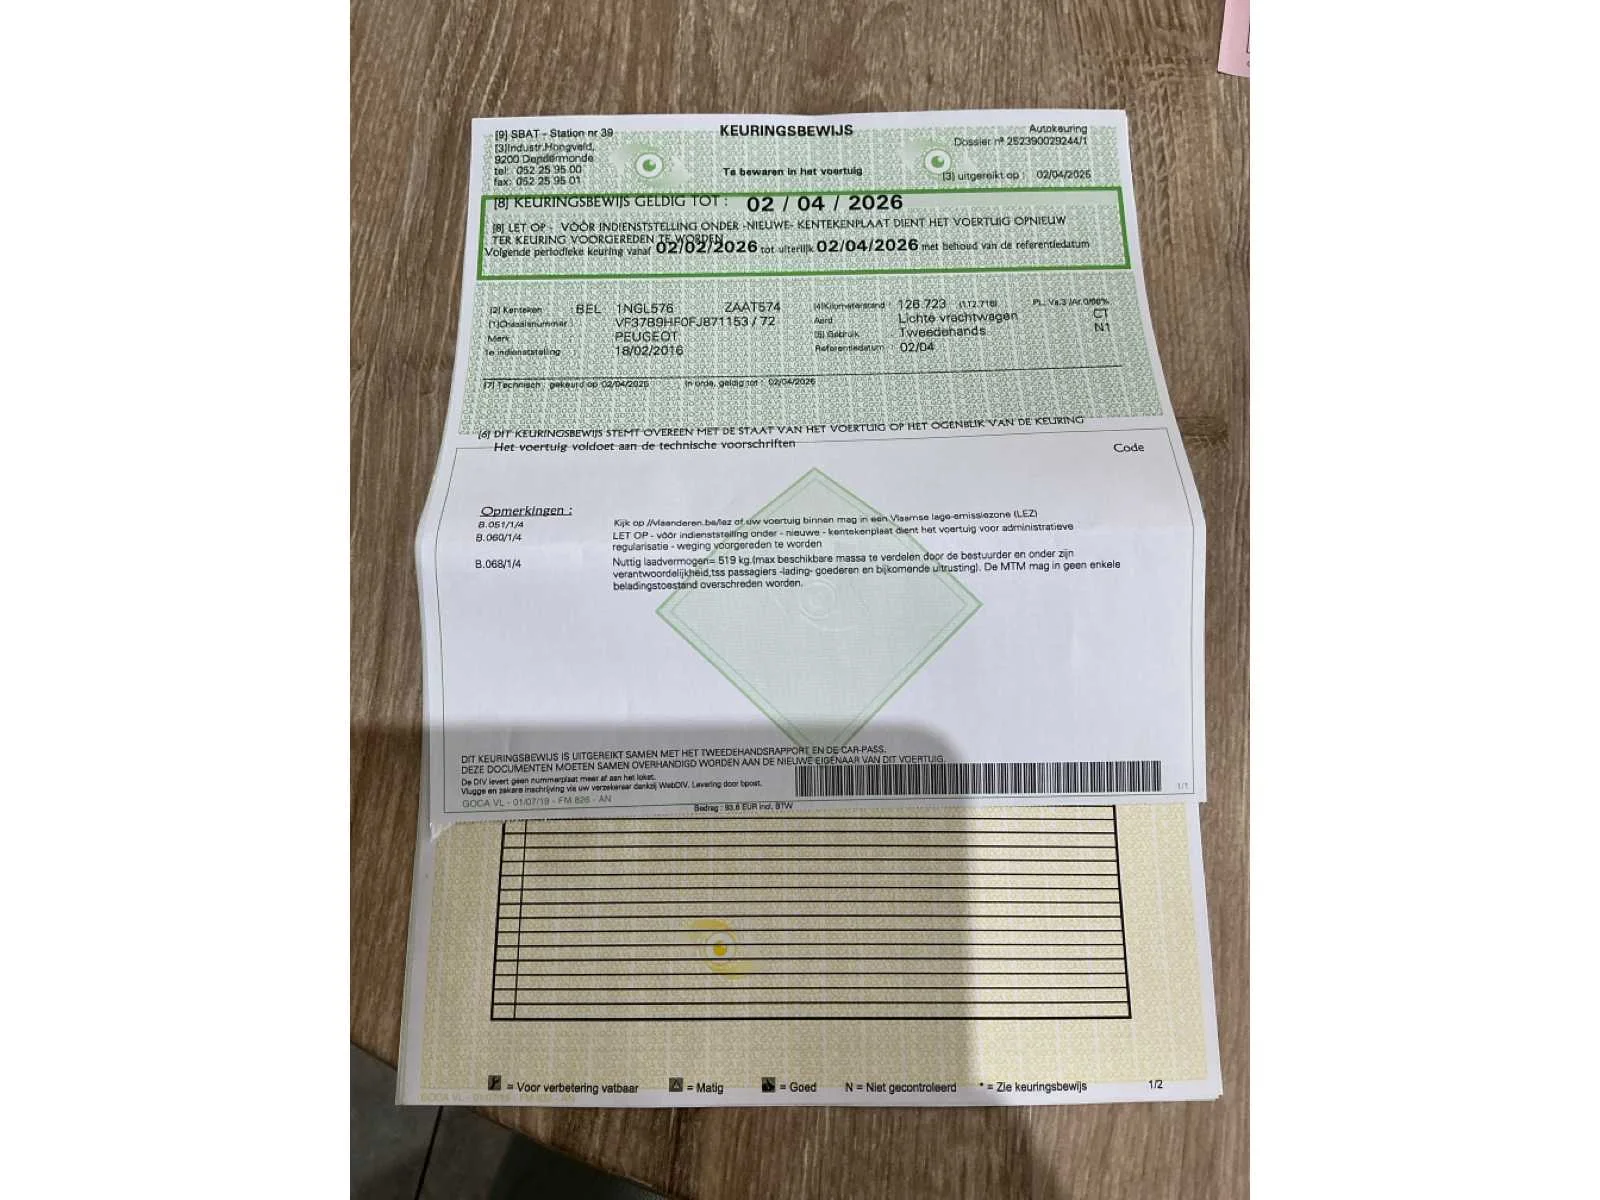 [9] SBAT - Station nr 39
[3]Industr.Hongveld,
9200 Dendermonde
tel: 052 25 95 00
fax: 052 25 95 01
KEURINGSBEWIJS
Te bewaren in het voertuig
Autokeuring
Dossier nº 252390029244/1
[3] uitgereikt op : 02/04/2025
[8] KEURINGSBEWIJS GELDIG TOT : 02 / 04 / 2026
[8] LET OP - VÓÓR INDIENSTSTELLING ONDER -NIEUWE- KENTEKENPLAAT DIENT HET VOERTUIG OPNIEUW
TER KEURING VOORGEREDEN TE WORDEN
Volgende periodieke keuring vanaf 02/02/2026 tot uiterlijk 02/04/2026 met behoud van de referentiedatum
[2] Kenteken : BEL 1NGL576 ZAAT574
[1]Chassisnummer : VF37B9HF0FJ871153 / 72
Merk : PEUGEOT
1e indienststelling : 18/02/2016
[4]Kilometerstand : 126.723 (112.716) PL. Va.3 /Ar.0/00%
Aard : Lichte vrachtwagen CT
[5] Gebruik : Tweedehands N1
Referentiedatum : 02/04
[7] Technisch : gekeurd op 02/04/2025 In orde, geldig tot : 02/04/2026
[6] DIT KEURINGSBEWIJS STEMT OVEREEN MET DE STAAT VAN HET VOERTUIG OP HET OGENBLIK VAN DE KEURING
Het voertuig voldoet aan de technische voorschriften
Code
Opmerkingen :
B.051/1/4 Kijk op //vlaanderen.be/lez of uw voertuig binnen mag in een Vlaamse lage-emissiezone (LEZ)
B.060/1/4 LET OP - vóór indienststelling onder - nieuwe - kentekenplaat dient het voertuig voor administratieve
regularisatie - weging voorgereden te worden
B.068/1/4 Nuttig laadvermogen= 519 kg.(max beschikbare massa te verdelen door de bestuurder en onder zijn
verantwoordelijkheid,tss passagiers -lading- goederen en bijkomende uitrusting). De MTM mag in geen enkele
beladingstoestand overschreden worden.
DIT KEURINGSBEWIJS IS UITGEREIKT SAMEN MET HET TWEEDEHANDSRAPPORT EN DE CAR-PASS.
DEZE DOCUMENTEN MOETEN SAMEN OVERHANDIGD WORDEN AAN DE NIEUWE EIGENAAR VAN DIT VOERTUIG.
De DIV levert geen nummerplaat meer af aan het loket.
Vlugge en zekere inschrijving via uw verzekeraar dankzij WebDIV. Levering door bpost.
GOCA VL - 01/07/19 - FM 826 - AN
Bedrag : 93,6 EUR incl. BTW
1/1
= Voor verbetering vatbaar = Matig = Goed N = Niet gecontroleerd * = Zie keuringsbewijs 1/2